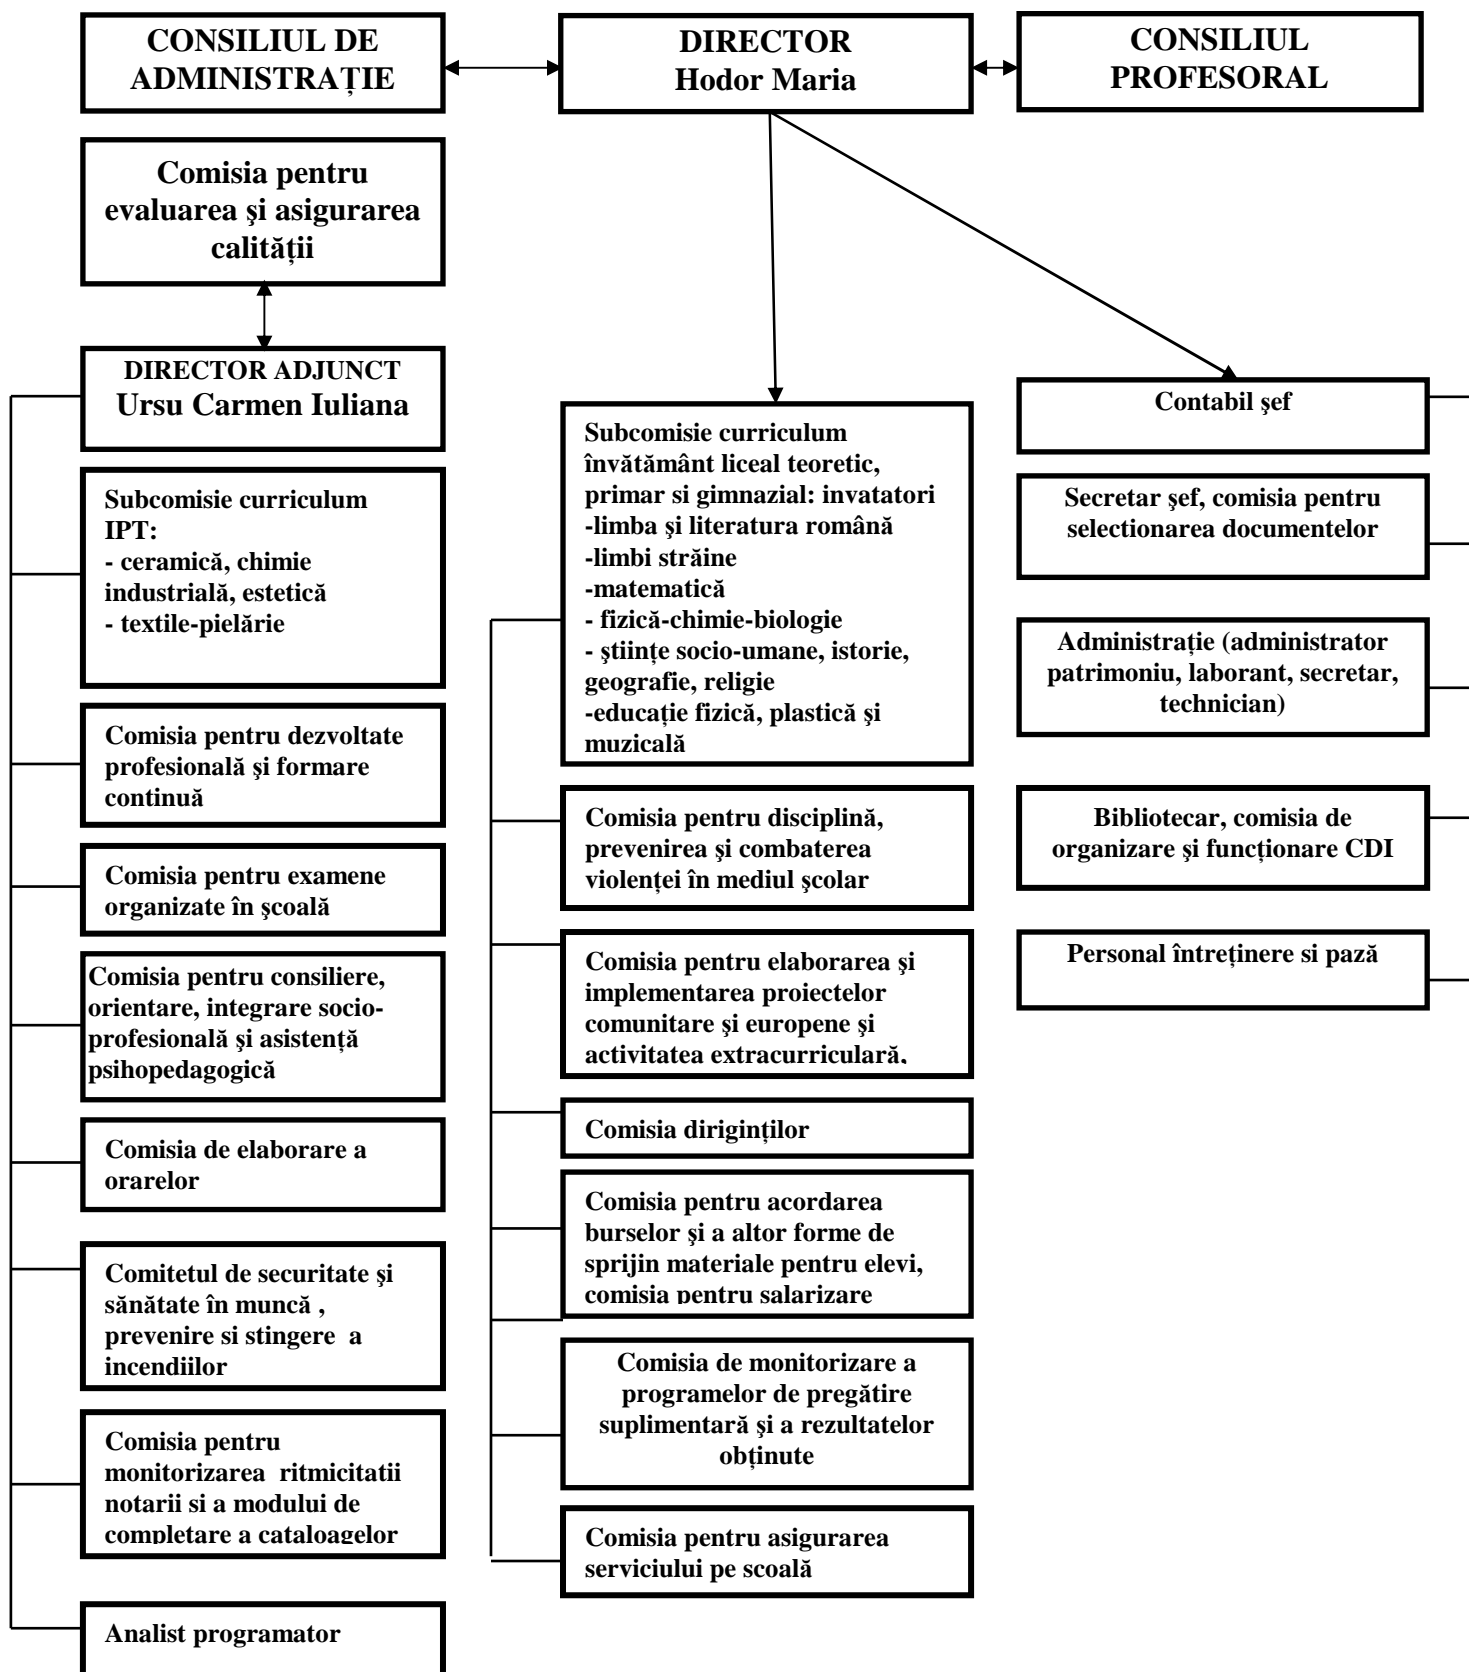 CONSILIUL DE
ADMINISTRAȚIE
DIRECTOR
Hodor Maria
CONSILIUL
PROFESORAL
Comisia pentru
evaluarea şi asigurarea
calității
DIRECTOR ADJUNCT
Ursu Carmen Iuliana
Subcomisie curriculum
IPT:
- ceramică, chimie
industrială, estetică
- textile-pielărie
Comisia pentru dezvoltate
profesională şi formare
continuă
Comisia pentru examene
organizate în şcoală
Comisia pentru consiliere,
orientare, integrare socio-
profesională şi asistență
psihopedagogică
Comisia de elaborare a
orarelor
Comitetul de securitate şi
sănătate în muncă ,
prevenire si stingere  a
incendiilor
Comisia pentru
monitorizarea  ritmicitatii
notarii si a modului de
completare a cataloagelor
Analist programator
Subcomisie curriculum
învătământ liceal teoretic,
primar si gimnazial: invatatori
-limba şi literatura română
-limbi străine
-matematică
- fizică-chimie-biologie
- ştiințe socio-umane, istorie,
geografie, religie
-educație fizică, plastică şi
muzicală
Comisia pentru disciplină,
prevenirea şi combaterea
violenței în mediul şcolar
Comisia pentru elaborarea şi
implementarea proiectelor
comunitare şi europene şi
activitatea extracurriculară,
Comisia diriginților
Comisia pentru acordarea
burselor şi a altor forme de
sprijin materiale pentru elevi,
comisia pentru salarizare
Comisia de monitorizare a
programelor de pregătire
suplimentară şi a rezultatelor
obținute
Comisia pentru asigurarea
serviciului pe scoală
Contabil şef
Secretar şef, comisia pentru
selectionarea documentelor
Administrație (administrator
patrimoniu, laborant, secretar,
technician)
Bibliotecar, comisia de
organizare şi funcționare CDI
Personal întreținere si pază